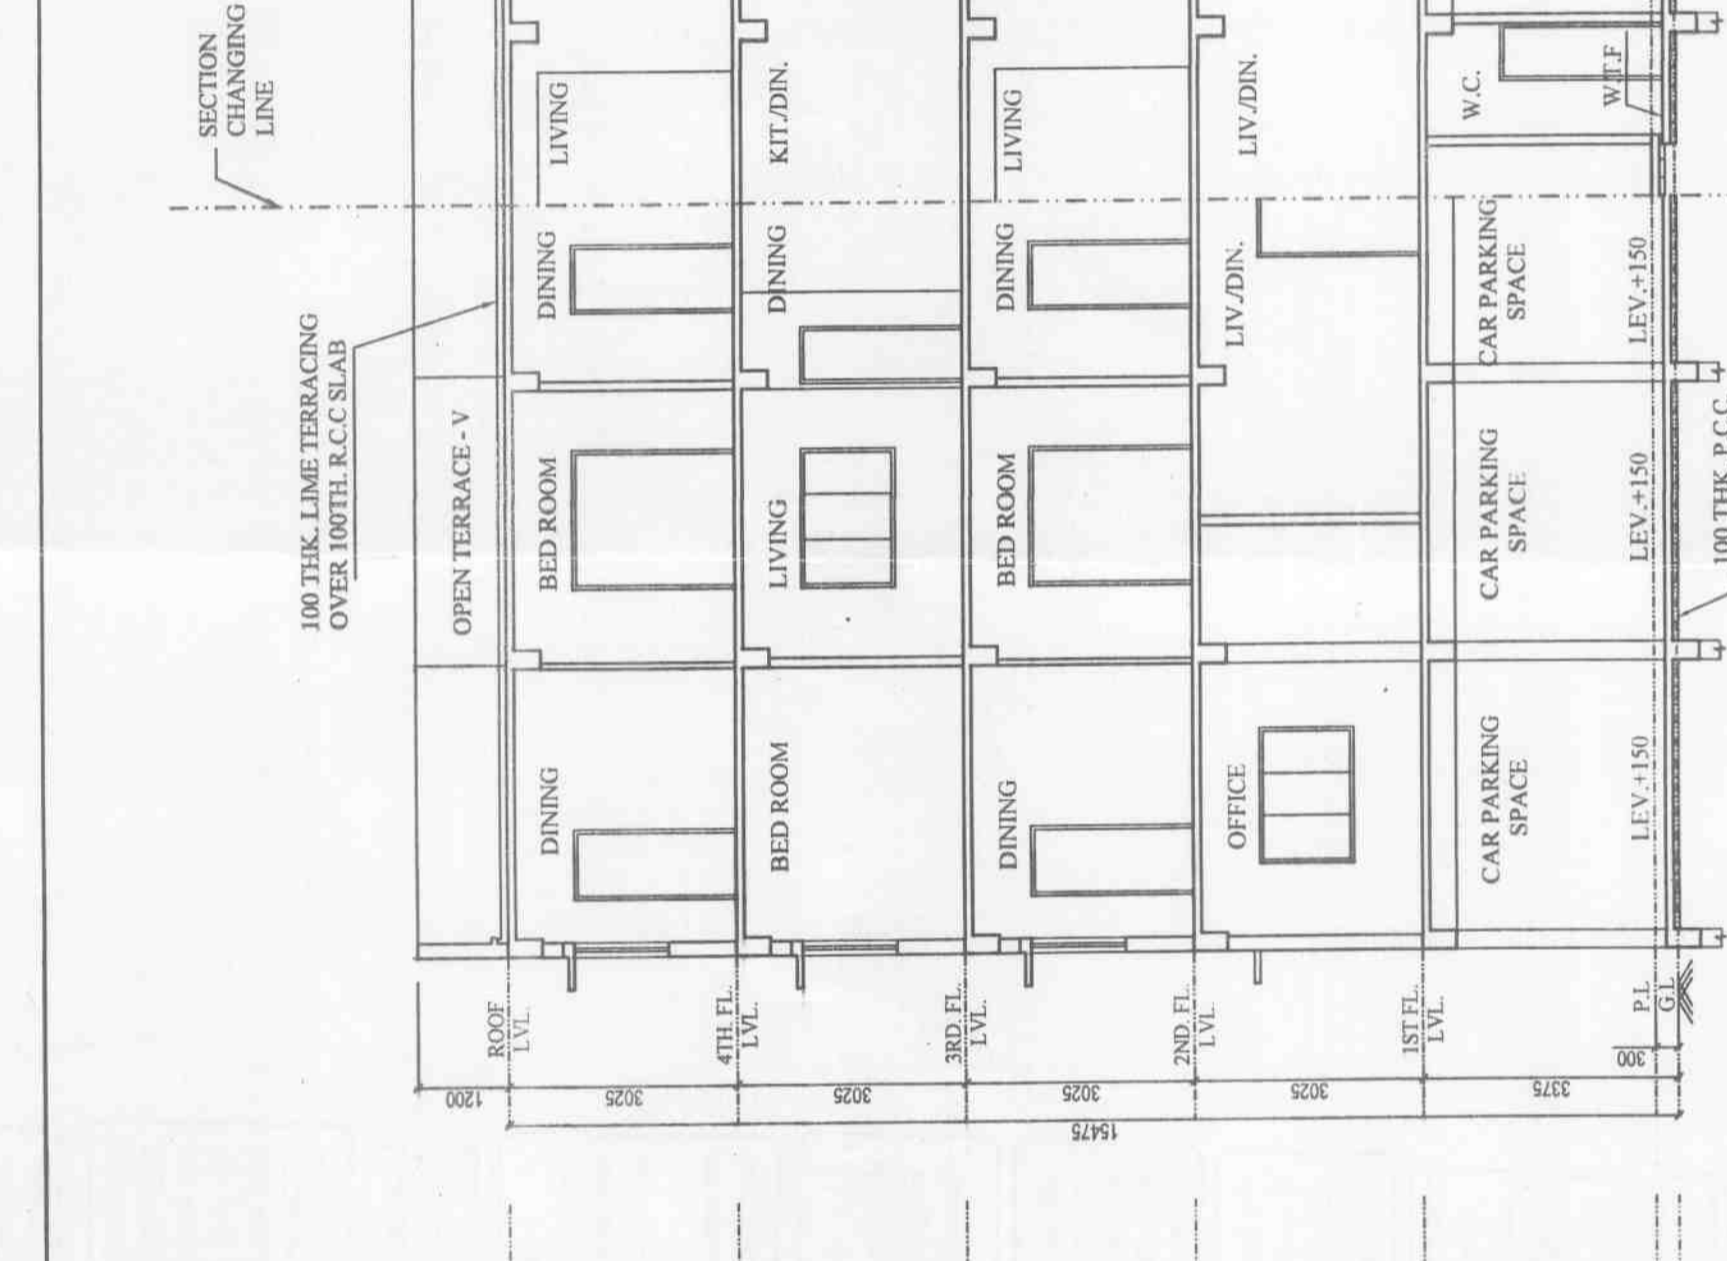 SECTION
CHANGING
LINE
100 THK. LIME TERRACING
OVER 100TH. R.C.C SLAB
OPEN TERRACE - V
DINING
BED ROOM
DINING
LIVING
BED ROOM
LIVING
DINING
KIT./DIN.
DINING
BED ROOM
DINING
LIVING
OFFICE
LIV./DIN.
LIV./DIN.
CAR PARKING
SPACE
CAR PARKING
SPACE
CAR PARKING
SPACE
W.C.
W.T.F
LEV.+150
LEV.+150
LEV.+150
100 THK. P.C.C
ROOF
LVL.
4TH. FL.
LVL.
3RD. FL.
LVL.
2ND. FL.
LVL.
1ST FL.
LVL.
P.L
G.L
1200
3025
3025
3025
3025
3375
300
15475